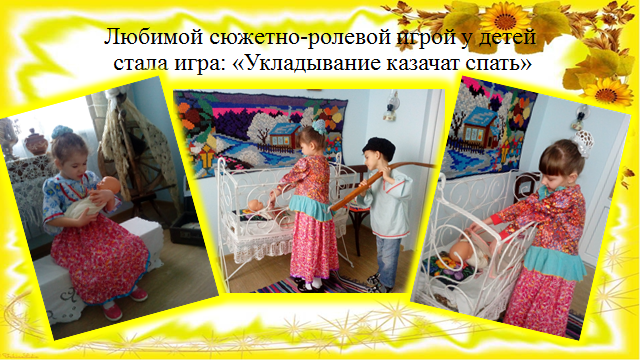 Любимой сюжетно-ролевой игрой у детей
стала игра: «Укладывание казачат спать»